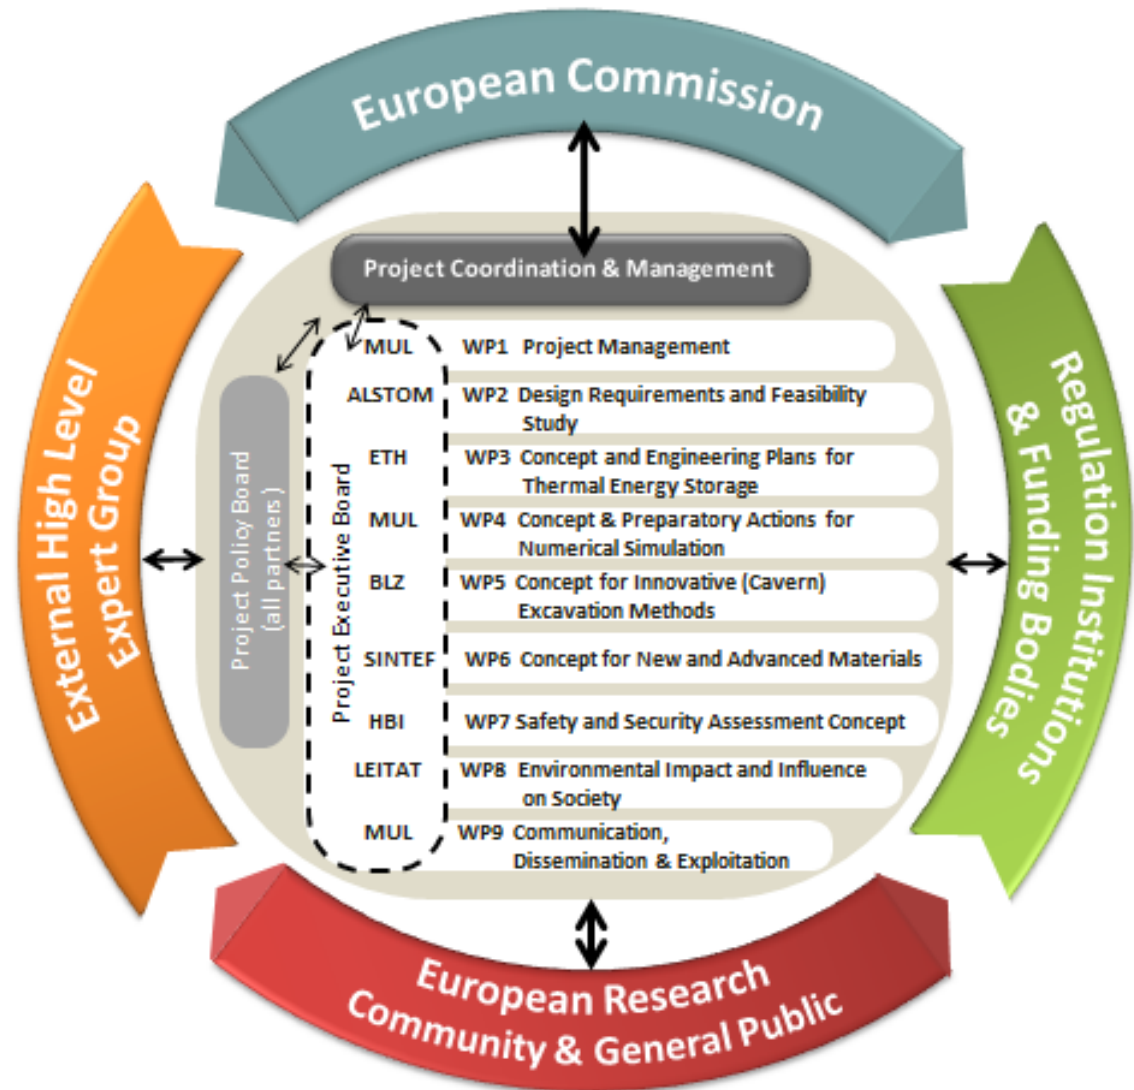 European Commission
Project Coordination & Management
External High Level
Expert Group
Regulation Institutions
& Funding Bodies
Project Policy Board
(all partners)
Project Executive Board
MUL WP1 Project Management
ALSTOM WP2 Design Requirements and Feasibility
Study
ETH WP3 Concept and Engineering Plans for
Thermal Energy Storage
MUL WP4 Concept & Preparatory Actions for
Numerical Simulation
BLZ WP5 Concept for Innovative (Cavern)
Excavation Methods
SINTEF WP6 Concept for New and Advanced Materials
HBI WP7 Safety and Security Assessment Concept
LEITAT WP8 Environmental Impact and Influence
on Society
MUL WP9 Communication,
Dissemination & Exploitation
European Research
Community & General Public